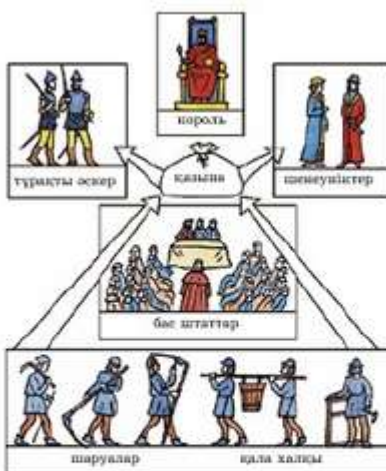 король
тұрақты әскер
қазына
шенеуніктер
бас штаттар
шаруалар
қала халқы